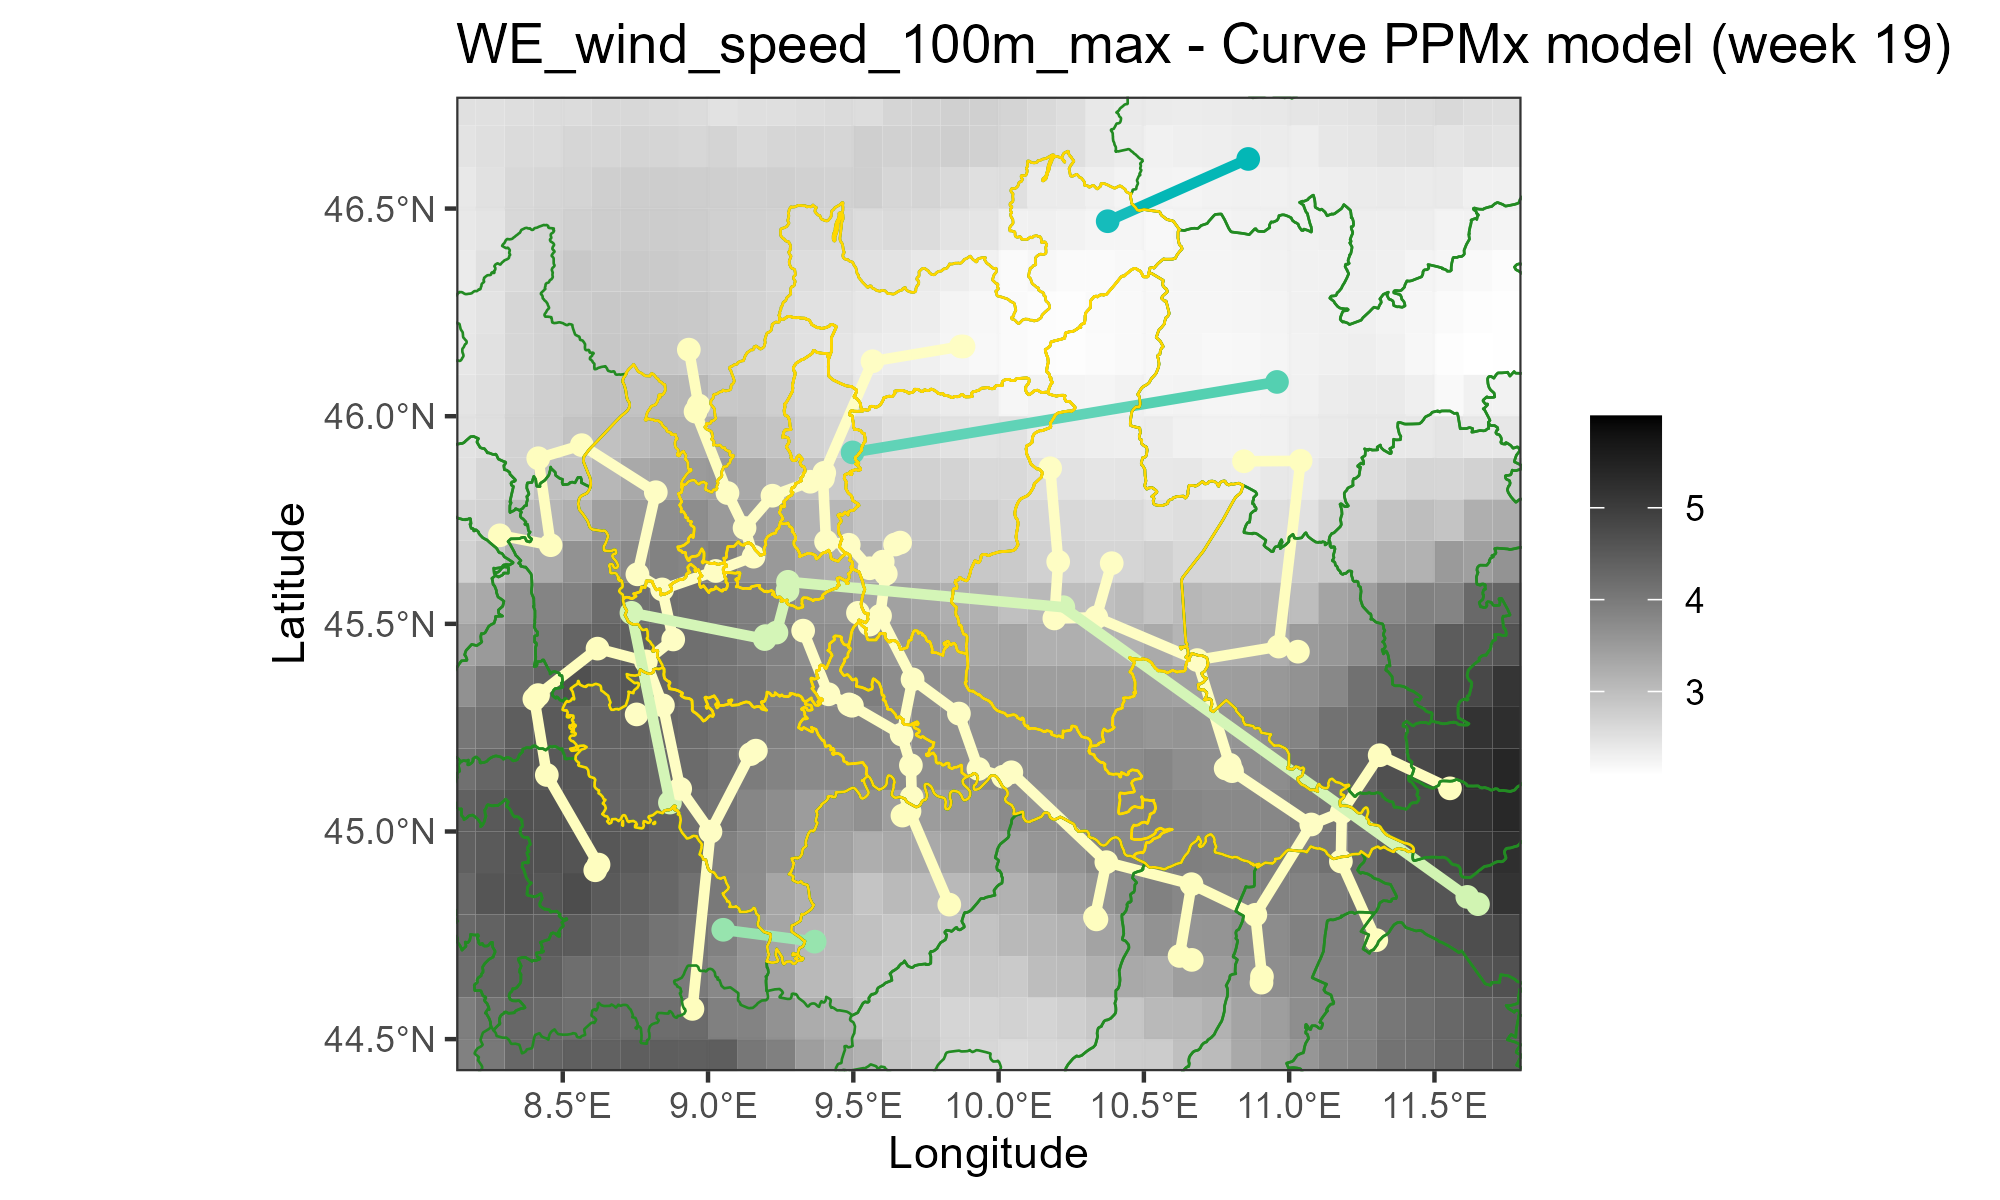 WE_wind_speed_100m_max - Curve PPMx model (week 19)
46.5°N
46.0°N
45.5°N
45.0°N
44.5°N
Latitude
8.5°E
9.0°E
9.5°E
10.0°E
10.5°E
11.0°E
11.5°E
Longitude
5
4
3